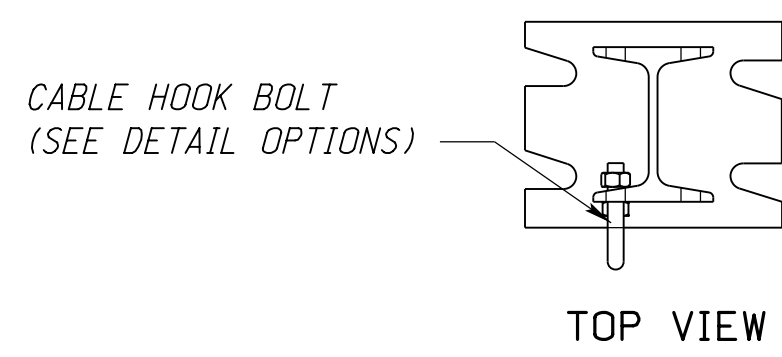 CABLE HOOK BOLT
(SEE DETAIL OPTIONS)
TOP VIEW